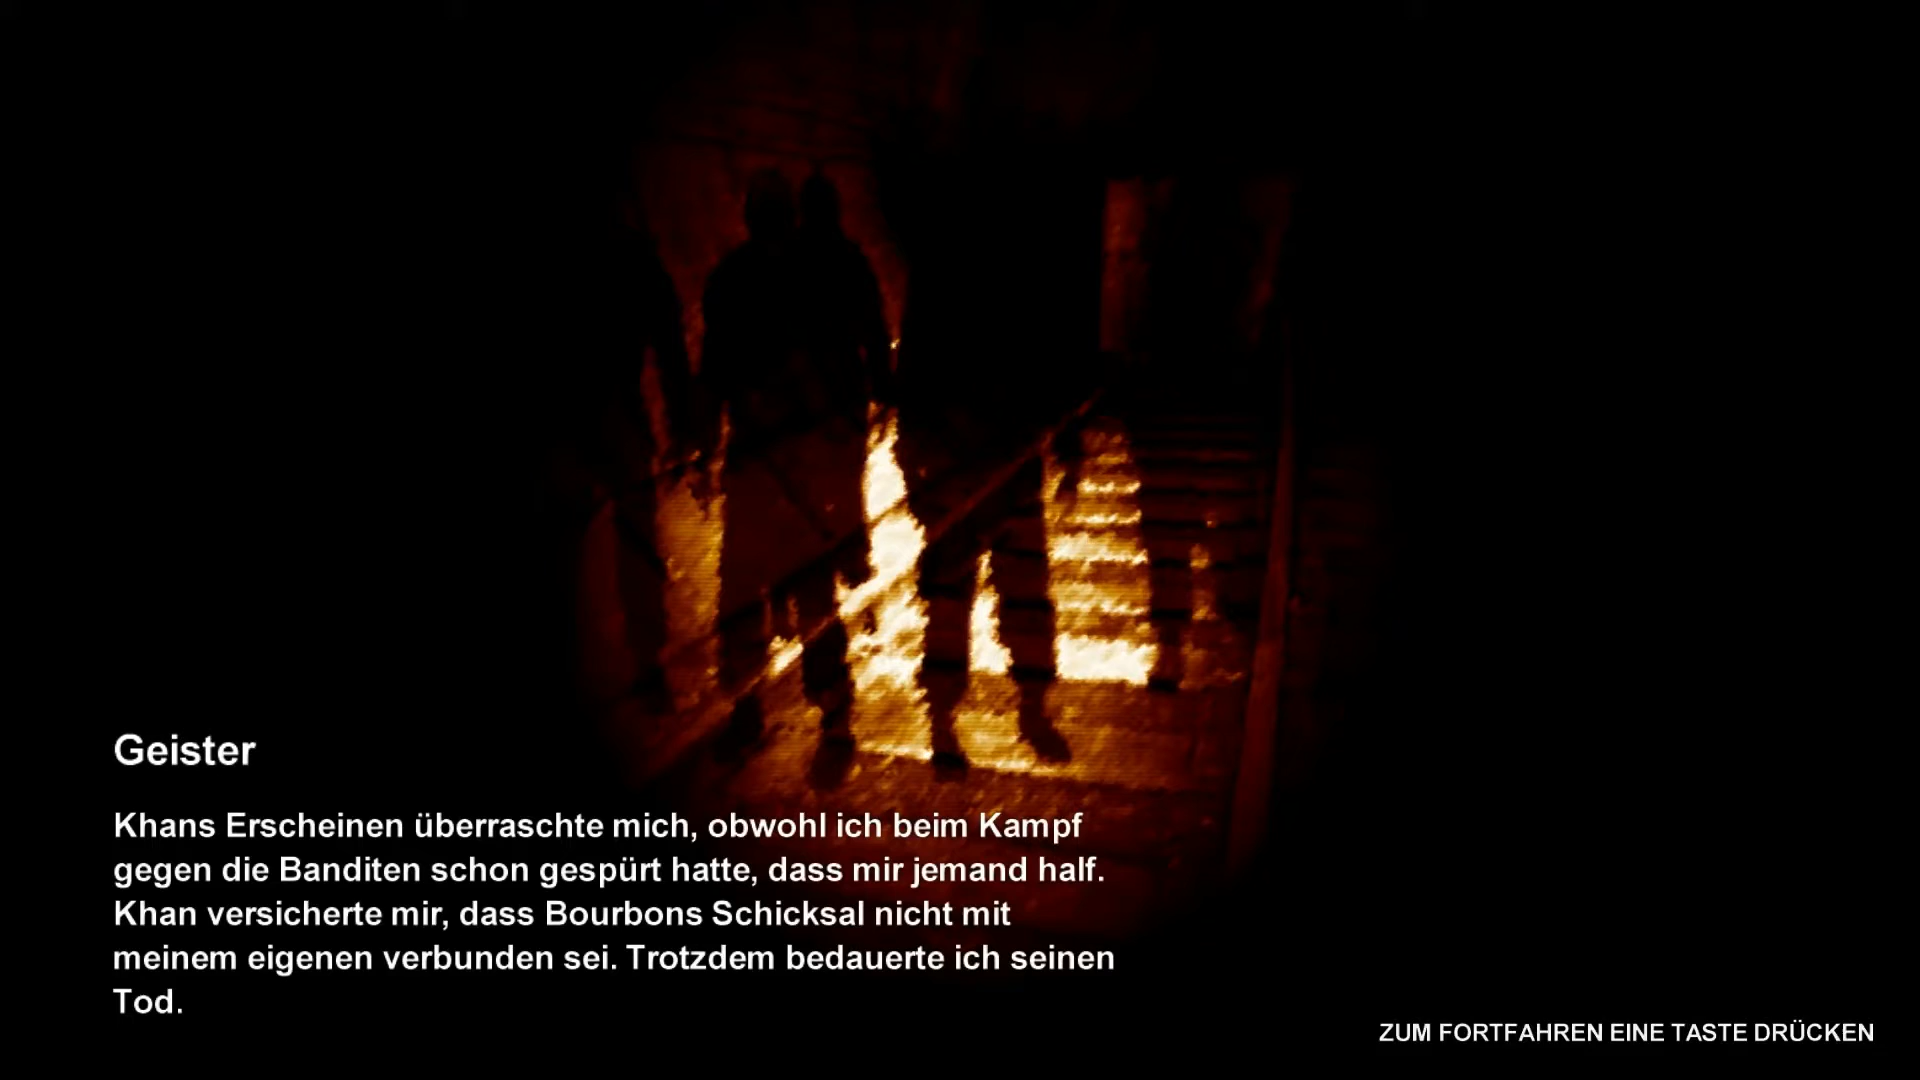 Geister
Khans Erscheinen überraschte mich, obwohl ich beim Kampf
gegen die Banditen schon gespürt hatte, dass mir jemand half.
Khan versicherte mir, dass Bourbons Schicksal nicht mit
meinem eigenen verbunden sei. Trotzdem bedauerte ich seinen
Tod.
ZUM FORTFAHREN EINE TASTE DRÜCKEN